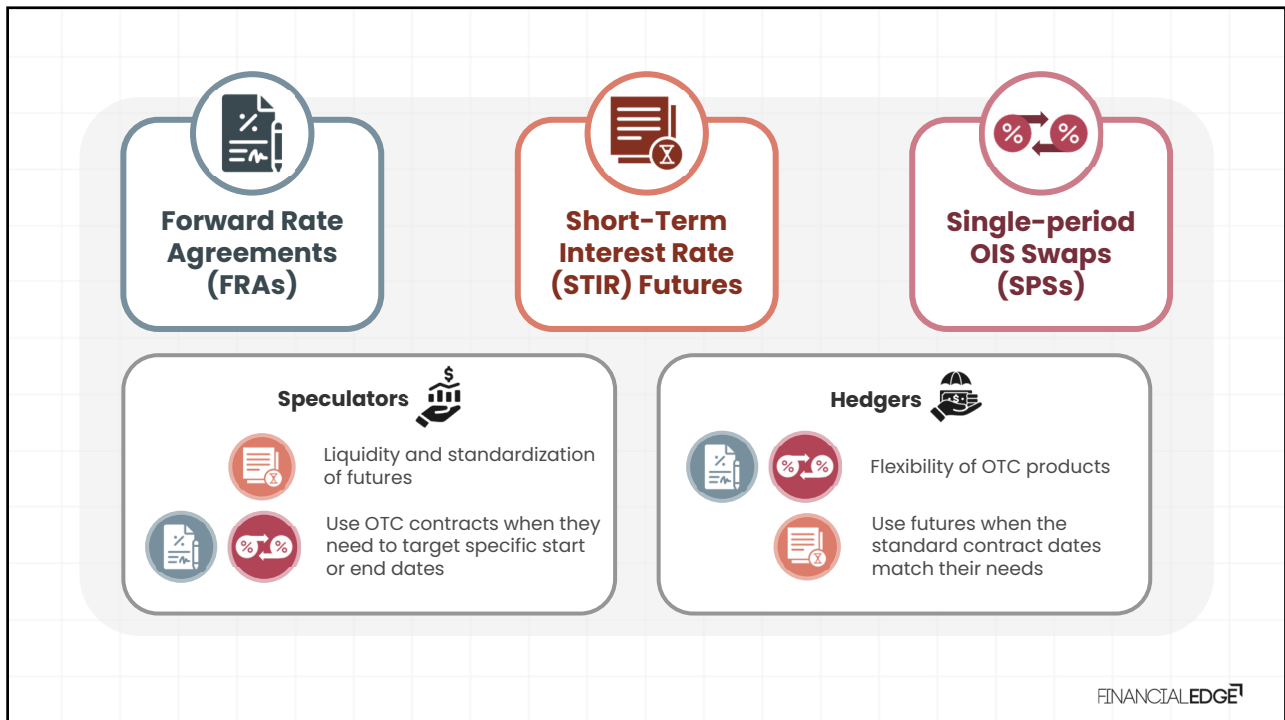 Forward Rate
Agreements
(FRAs)
Short-Term
Interest Rate
(STIR) Futures
Single-period
OIS Swaps
(SPSs)
Speculators
Liquidity and standardization
of futures
Use OTC contracts when they
need to target specific start
or end dates
Hedgers
Flexibility of OTC products
Use futures when the
standard contract dates
match their needs
FINANCIALEDGE